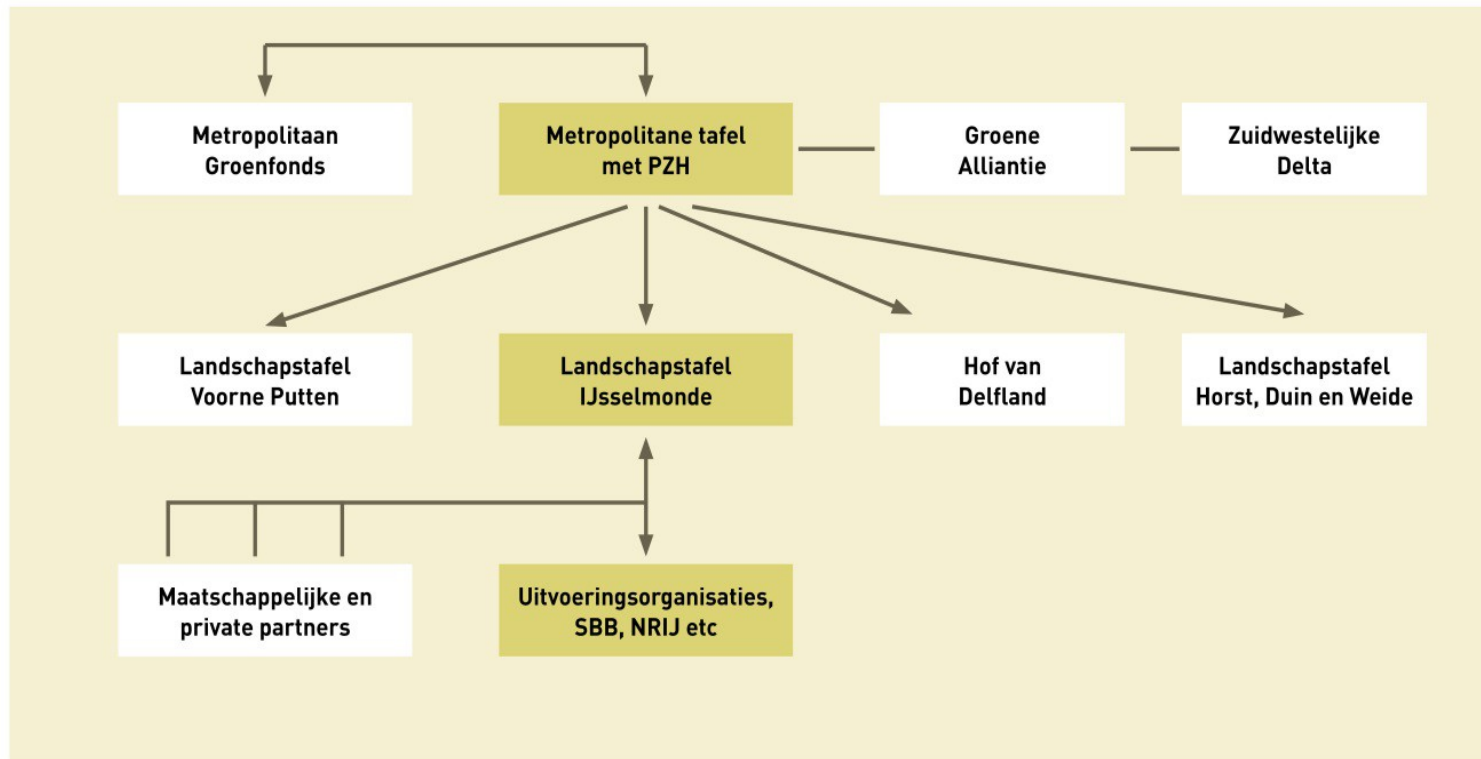 Metropolitaan
Groenfonds
Metropolitane tafel
met PZH
Groene
Alliantie
Zuidwestelijke
Delta
Landschapstafel
Voorne Putten
Landschapstafel
IJsselmonde
Hof van
Delfland
Landschapstafel
Horst, Duin en Weide
Maatschappelijke en
private partners
Uitvoeringsorganisaties,
SBB, NRIJ etc